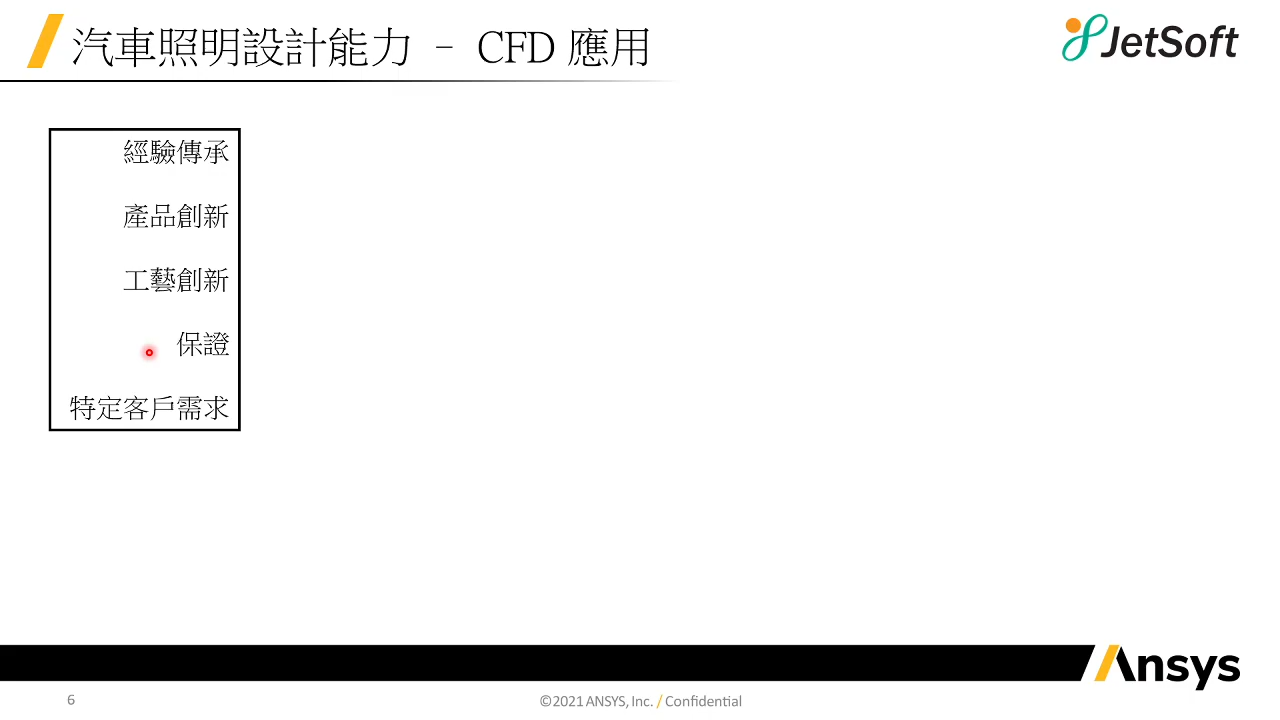 汽車照明設計能力 – CFD 應用
JetSoft
經驗傳承
產品創新
工藝創新
保證
特定客戶需求
Ansys
6
©2021 ANSYS, Inc. / Confidential